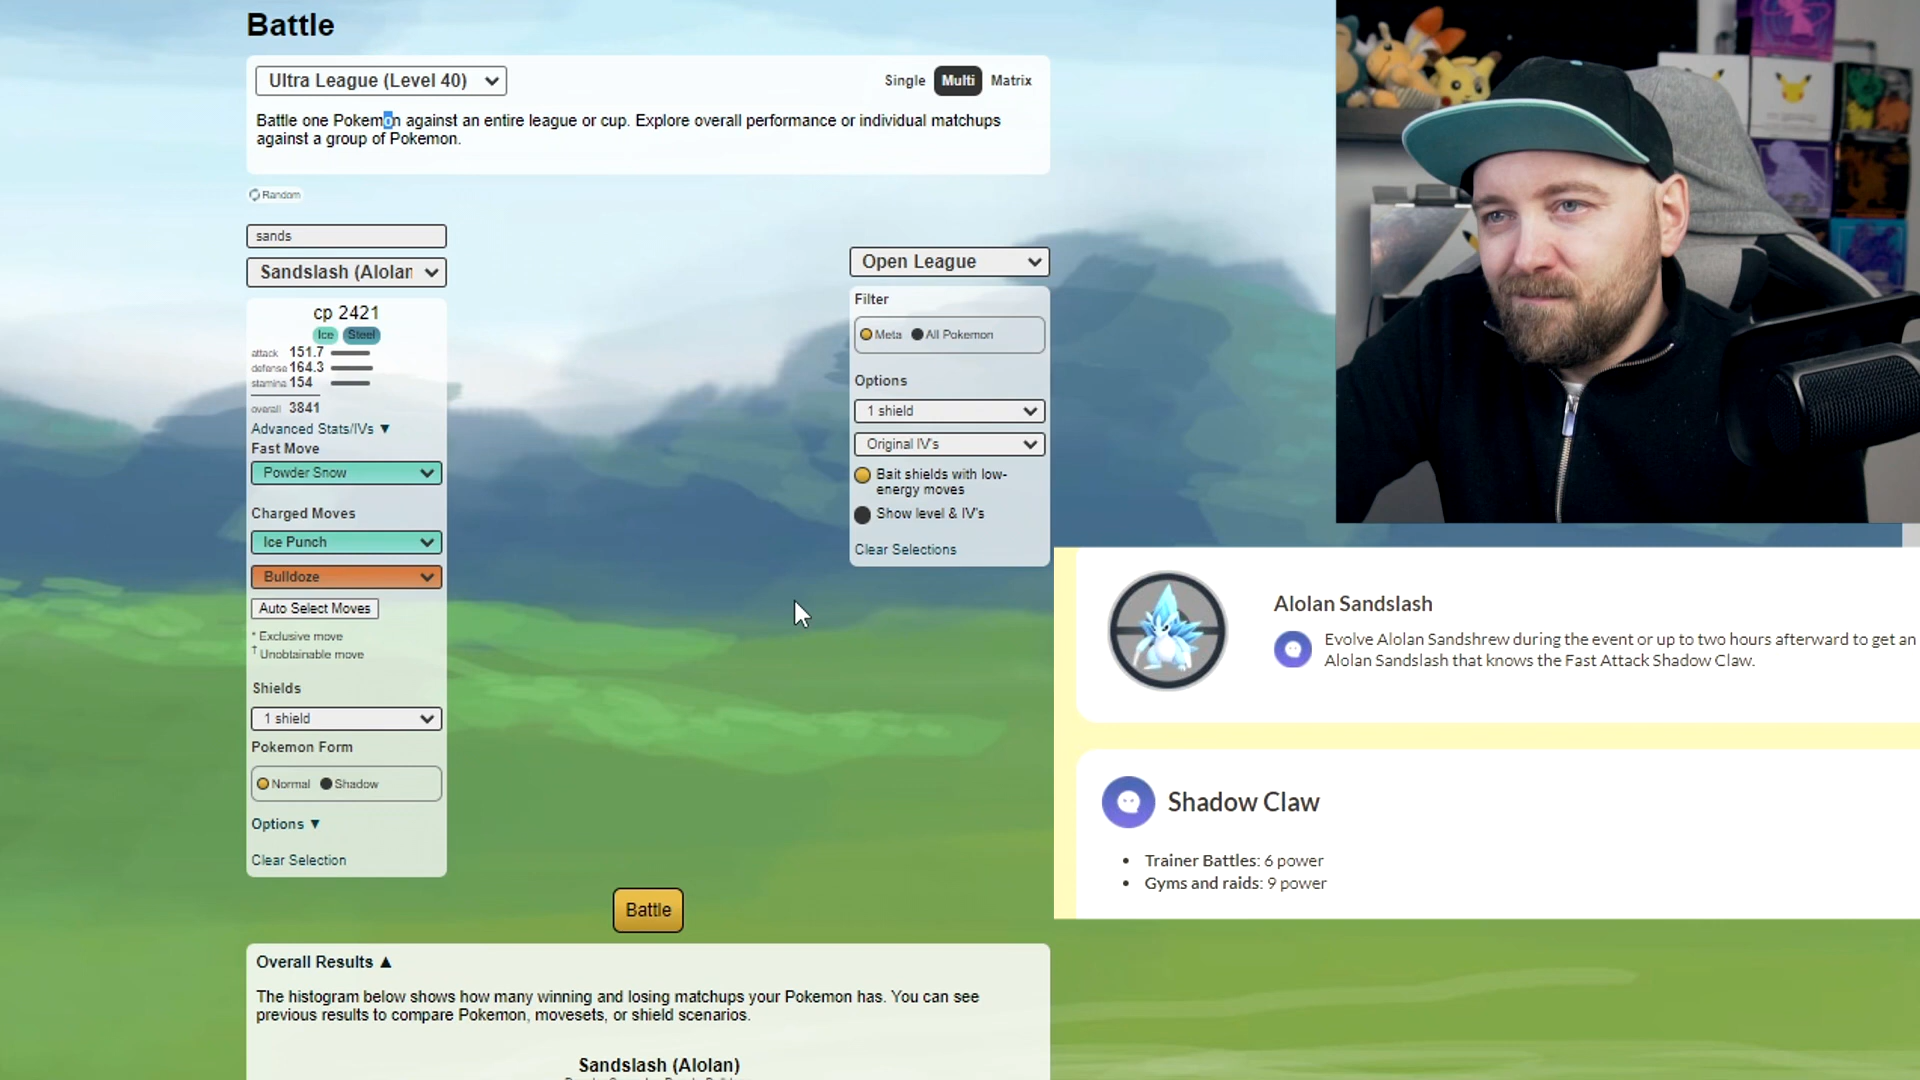 Battle
Ultra League (Level 40)
Single Multi Matrix
Battle one Pokemon against an entire league or cup. Explore overall performance or individual matchups
against a group of Pokemon.
Random
sands
Sandslash (Alolan
cp 2421
Ice Steel
attack 151.7
defense 164.3
stamina 154
overall 3841
Advanced Stats/IVs ▼
Fast Move
Powder Snow
Charged Moves
Ice Punch
Bulldoze
Auto Select Moves
* Exclusive move
† Unobtainable move
Shields
1 shield
Pokemon Form
Normal Shadow
Options ▼
Clear Selection
Open League
Filter
Meta All Pokemon
Options
1 shield
Original IV's
Bait shields with low-
energy moves
Show level & IV's
Clear Selections
Battle
Overall Results ▲
The histogram below shows how many winning and losing matchups your Pokemon has. You can see
previous results to compare Pokemon, movesets, or shield scenarios.
Sandslash (Alolan)
Alolan Sandslash
Evolve Alolan Sandshrew during the event or up to two hours afterward to get an
Alolan Sandslash that knows the Fast Attack Shadow Claw.
Shadow Claw
• Trainer Battles: 6 power
• Gyms and raids: 9 power